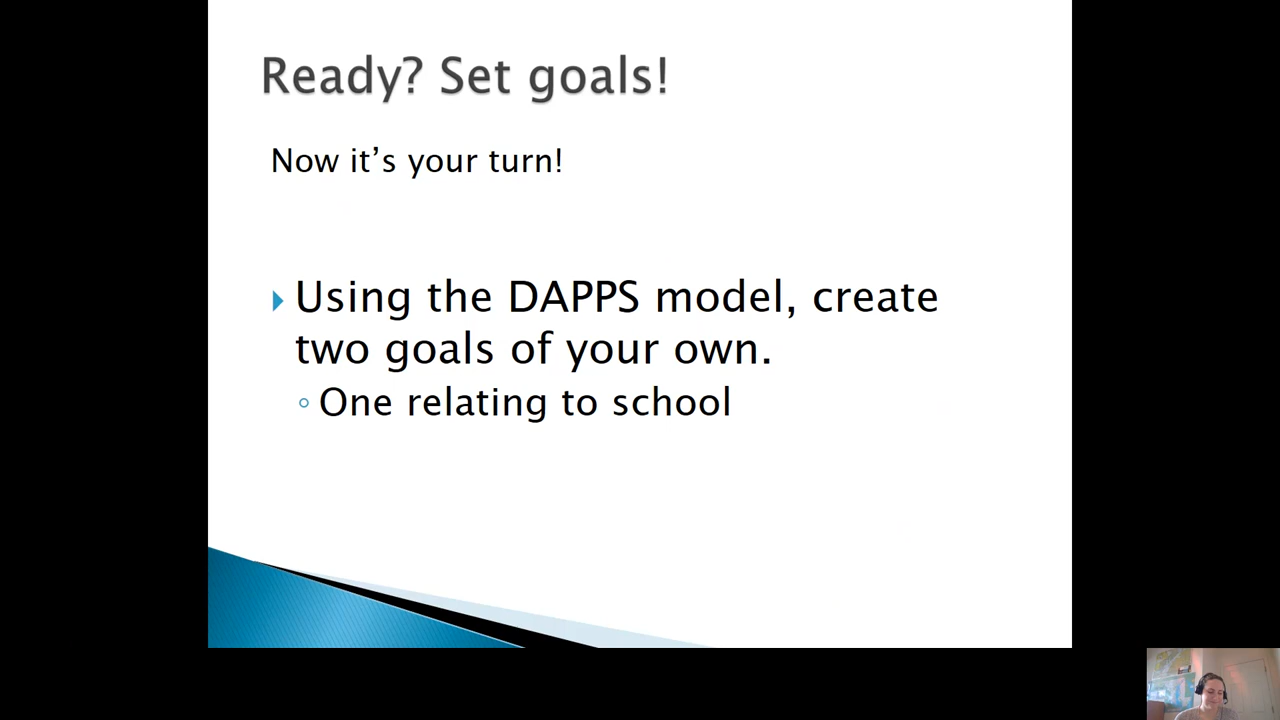 Ready? Set goals!
Now it’s your turn!
Using the DAPPS model, create
two goals of your own.
One relating to school